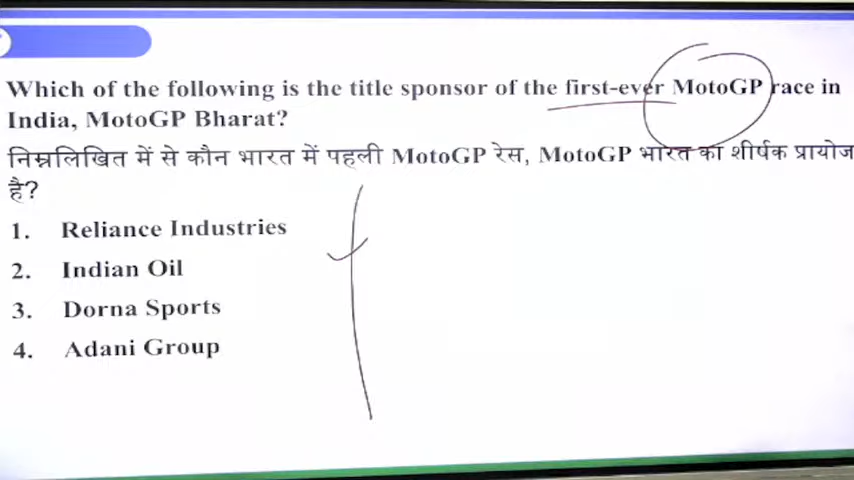 Which of the following is the title sponsor of the first-ever MotoGP race in
India, MotoGP Bharat?
निम्नलिखित में से कौन भारत में पहली MotoGP रेस, MotoGP भारत का शीर्षक प्रायोज
है?
1. Reliance Industries
2. Indian Oil
3. Dorna Sports
4. Adani Group